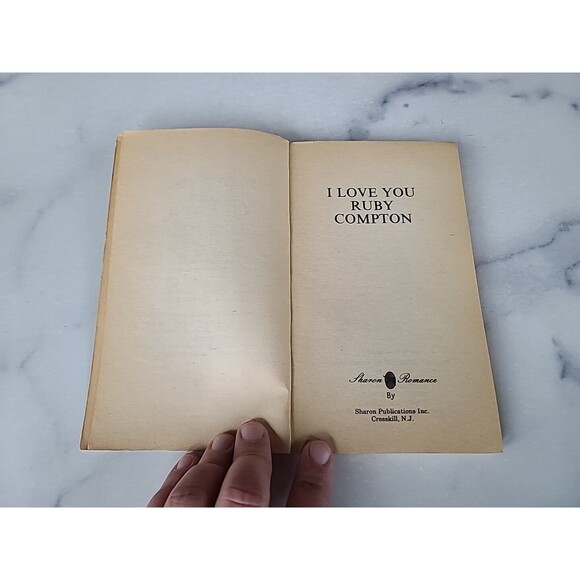 I LOVE YOU
RUBY
COMPTON
Sharon Romance
By
Sharon Publications Inc.
Cresskill, N.J.